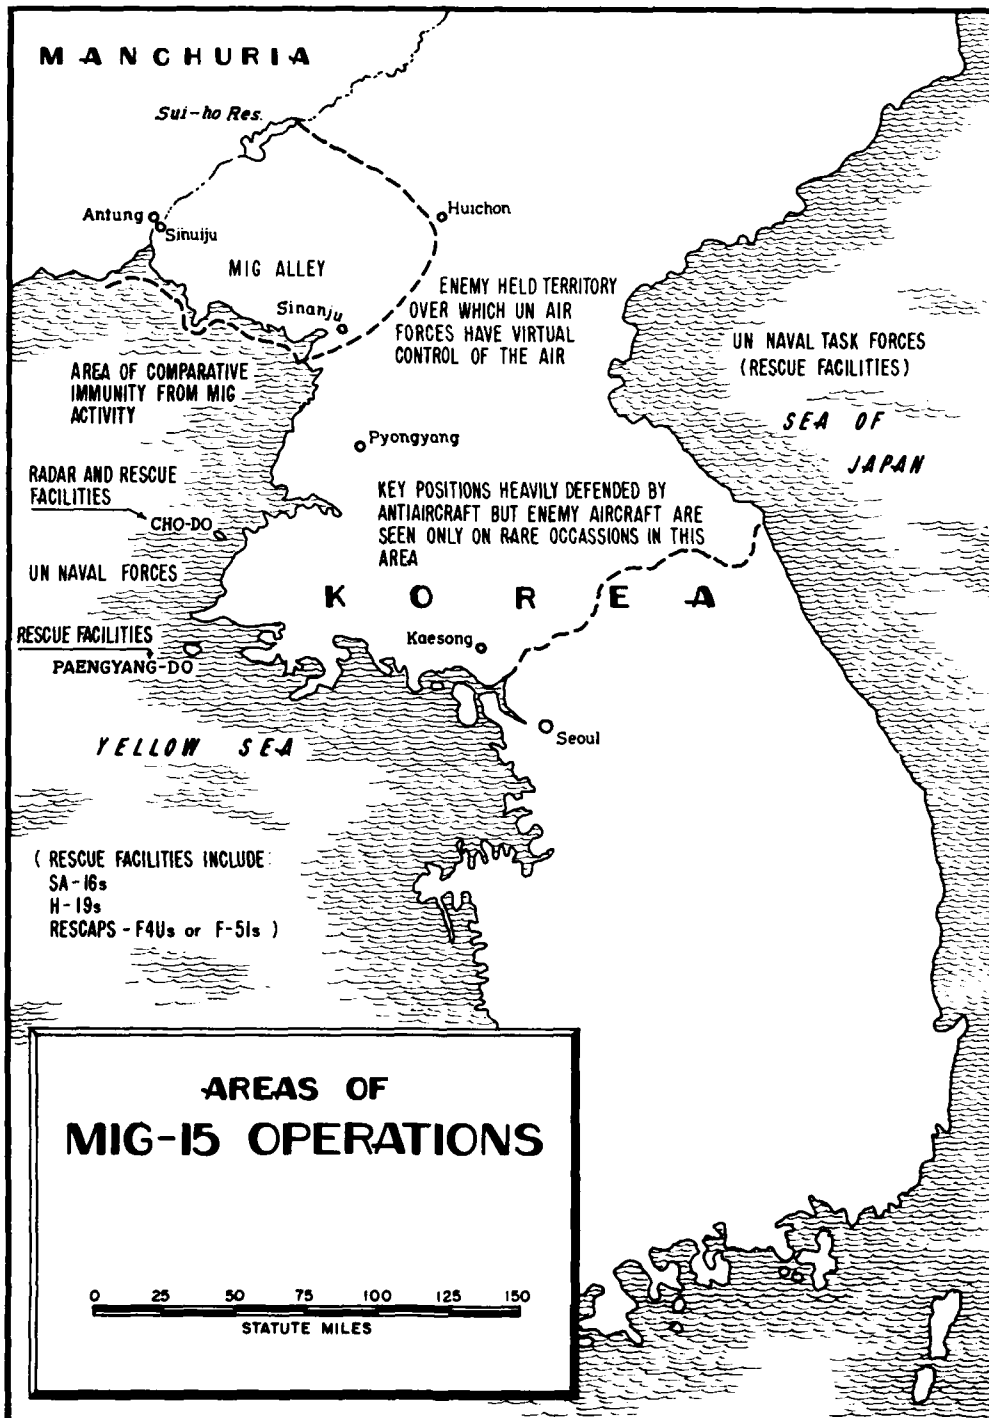 MANCHURIA
Sui-ho Res.
Antung
Sinuiju
Huichon
MIG ALLEY
Sinanju
ENEMY HELD TERRITORY
OVER WHICH UN AIR
FORCES HAVE VIRTUAL
CONTROL OF THE AIR
UN NAVAL TASK FORCES
(RESCUE FACILITIES)
AREA OF COMPARATIVE
IMMUNITY FROM MIG
ACTIVITY
SEA OF
JAPAN
Pyongyang
RADAR AND RESCUE
FACILITIES
CHO-DO
KEY POSITIONS HEAVILY DEFENDED BY
ANTIAIRCRAFT BUT ENEMY AIRCRAFT ARE
SEEN ONLY ON RARE OCCASSIONS IN THIS
AREA
UN NAVAL FORCES
KOREA
RESCUE FACILITIES
PAENGYANG-DO
Kaesong
Seoul
YELLOW SEA
( RESCUE FACILITIES INCLUDE:
SA-16s
H-19s
RESCAPS - F4Us or F-51s )
AREAS OF
MIG-15 OPERATIONS
0 25 50 75 100 125 150
STATUTE MILES